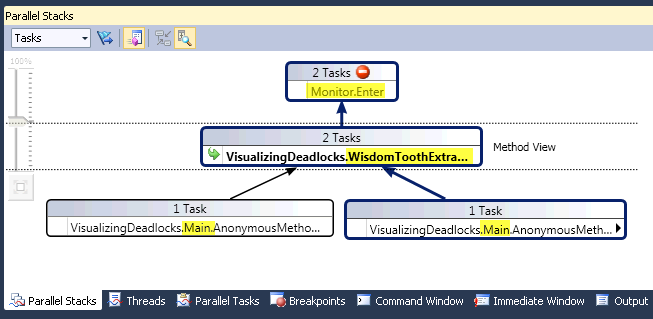 Parallel Stacks
Tasks
100%
2 Tasks
Monitor.Enter
2 Tasks
VisualizingDeadlocks.WisdomToothExtra...
Method View
1 Task
VisualizingDeadlocks.Main.AnonymousMetho...
1 Task
VisualizingDeadlocks.Main.AnonymousMeth...
Parallel Stacks Threads Parallel Tasks Breakpoints Command Window Immediate Window Output